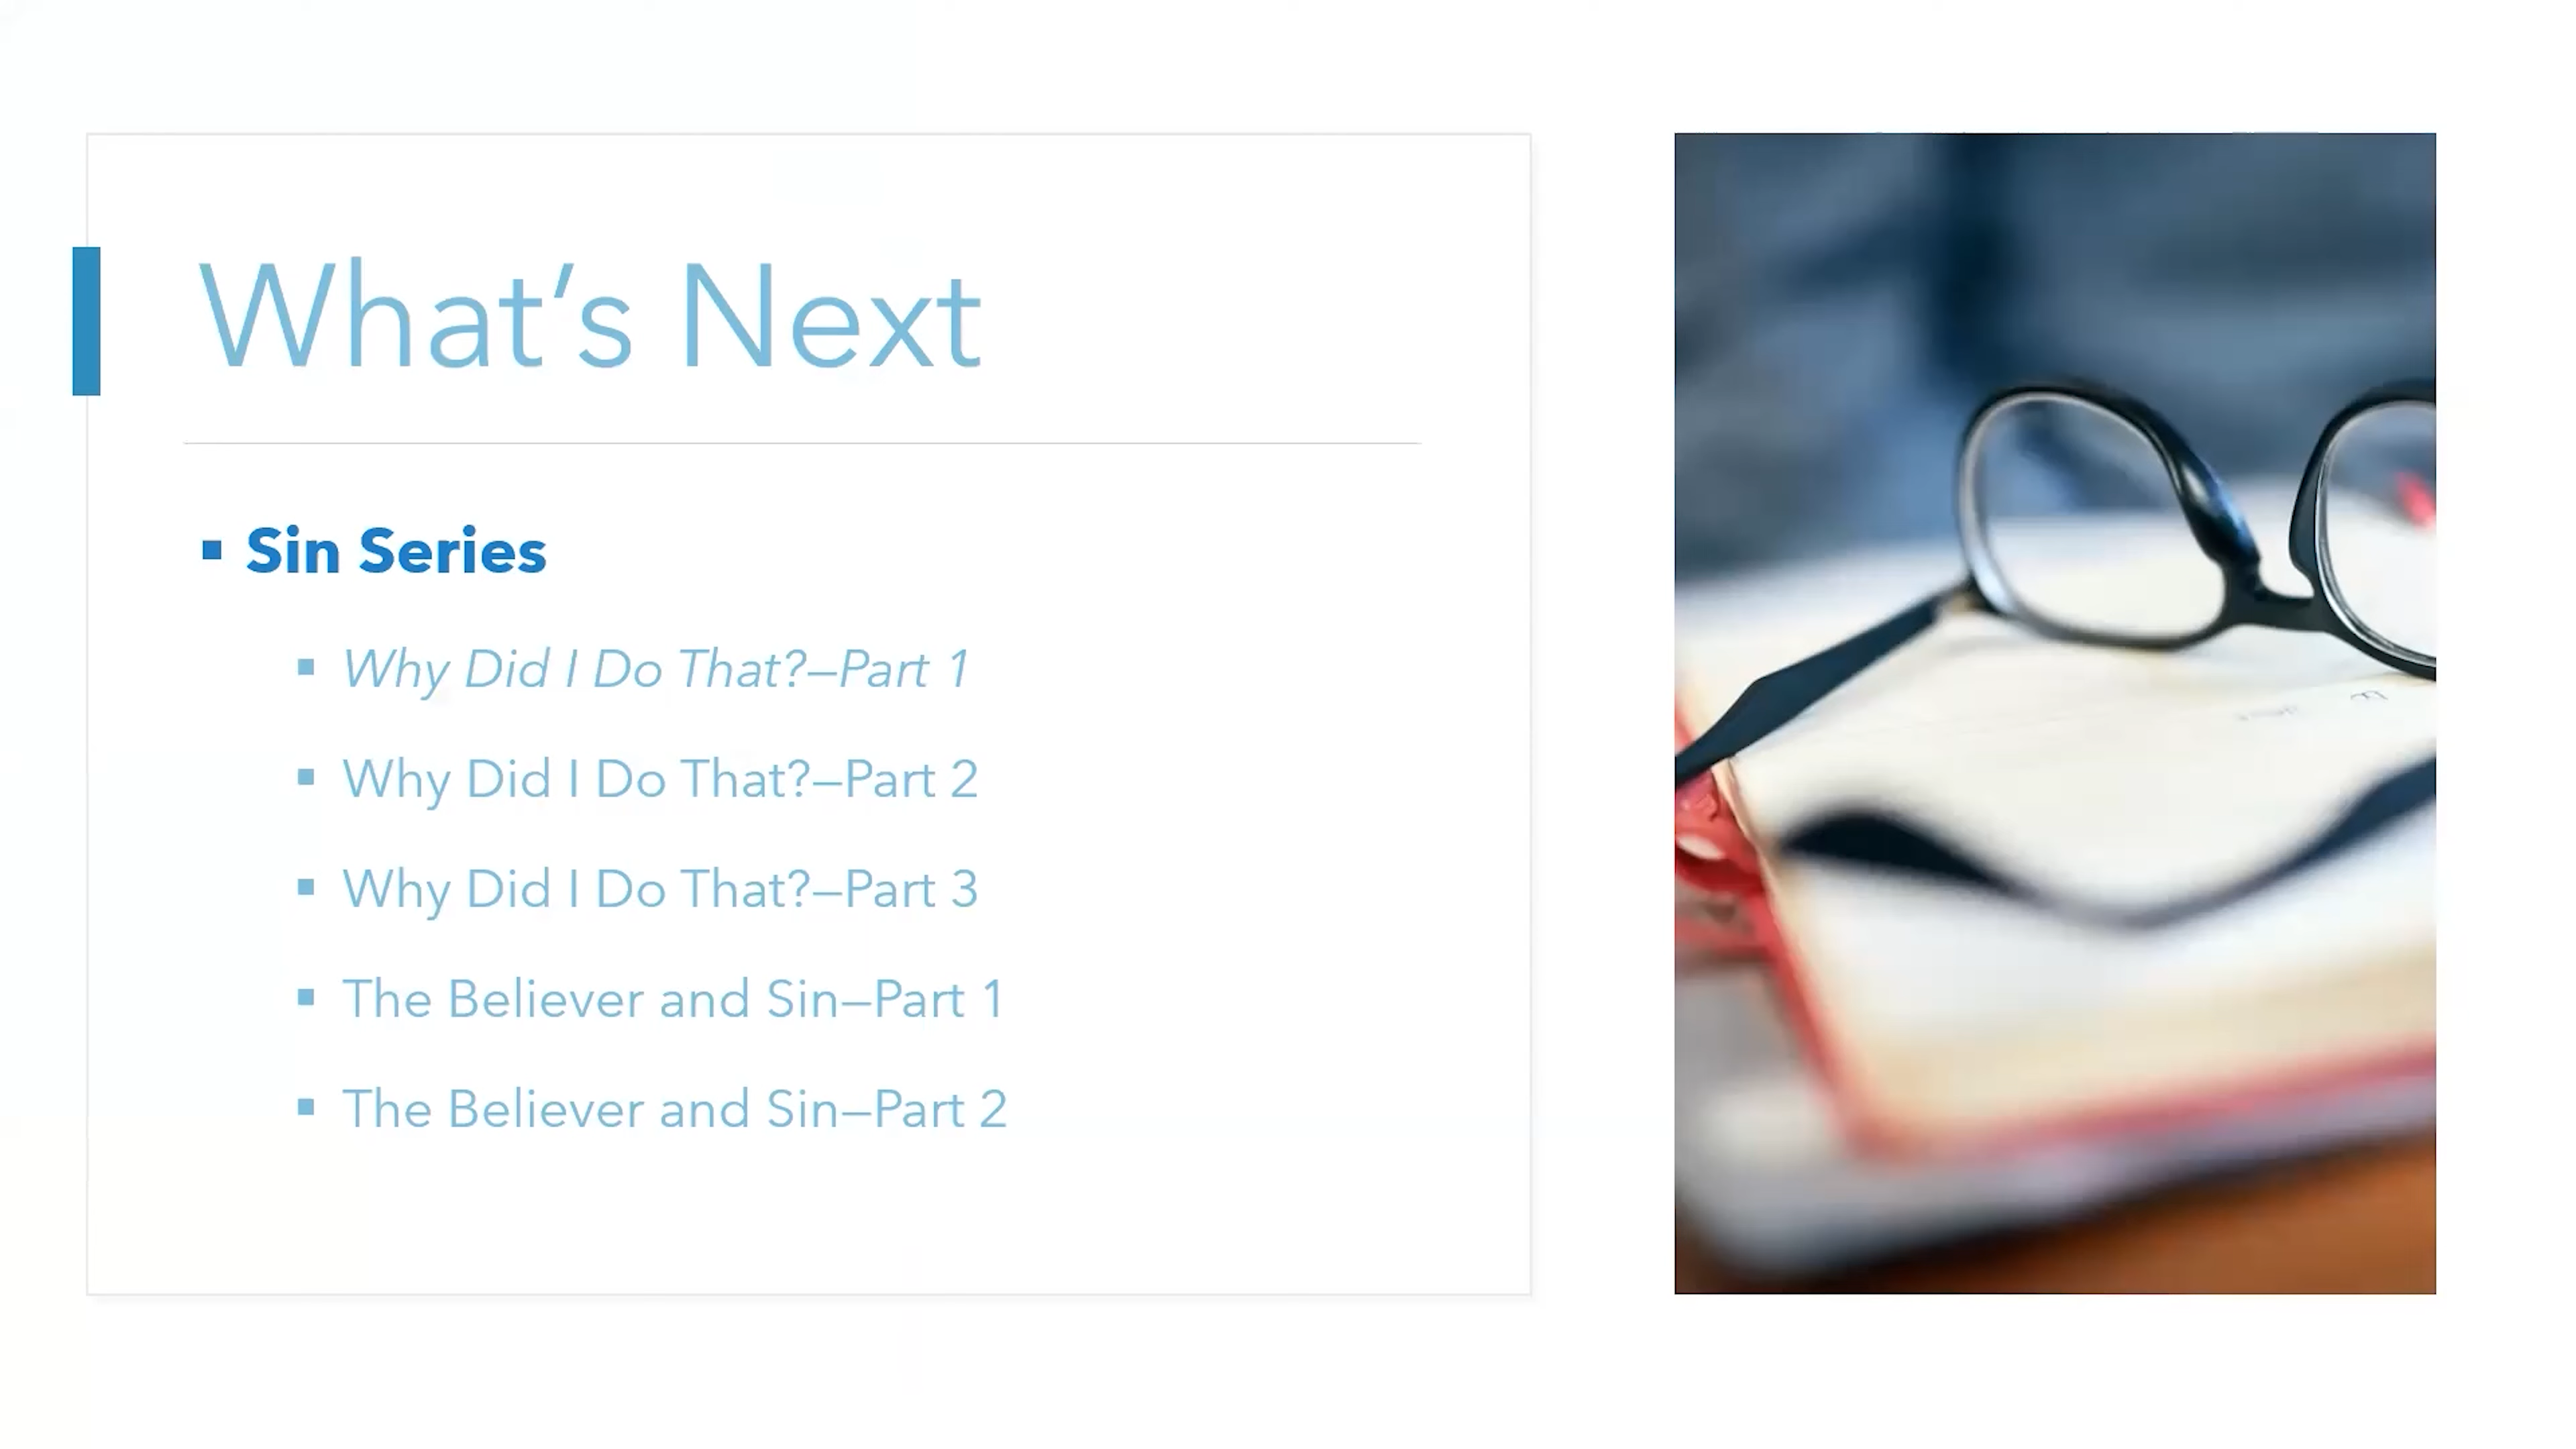 What’s Next
Sin Series
Why Did I Do That?—Part 1
Why Did I Do That?—Part 2
Why Did I Do That?—Part 3
The Believer and Sin—Part 1
The Believer and Sin—Part 2